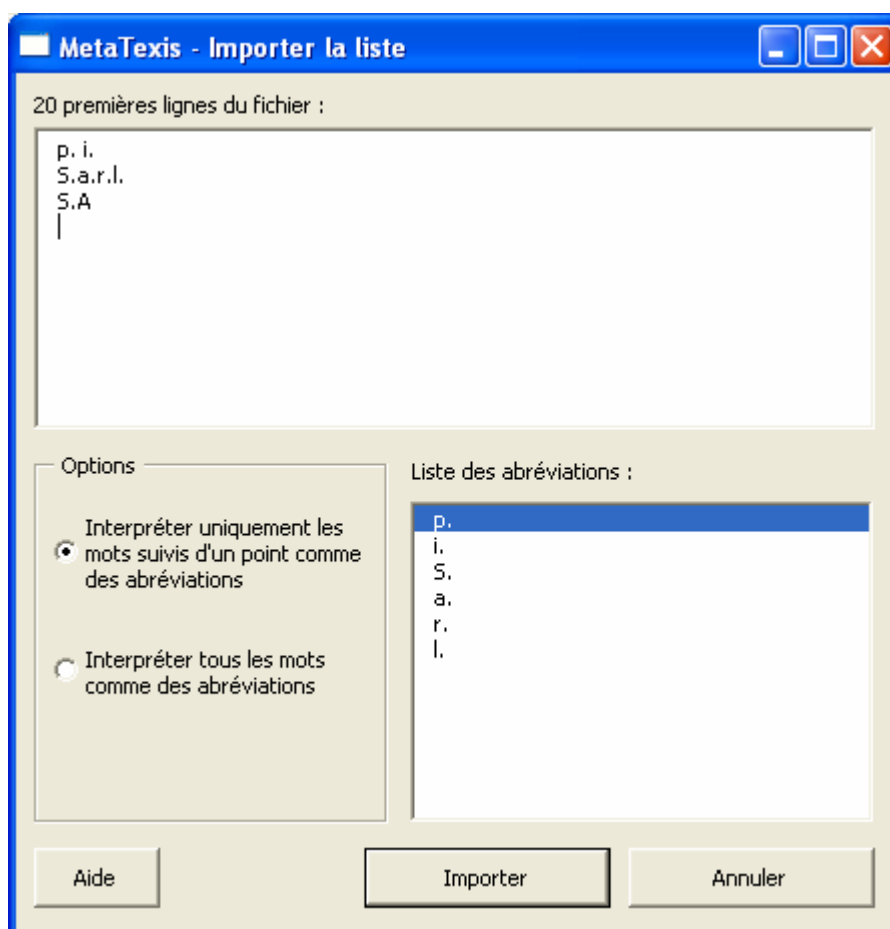 MetaTexis - Importer la liste
20 premières lignes du fichier :
p. i.
S.a.r.l.
S.A
Options
Interpréter uniquement les
mots suivis d'un point comme
des abréviations
Interpréter tous les mots
comme des abréviations
Liste des abréviations :
p.
i.
S.
a.
r.
l.
Aide
Importer
Annuler